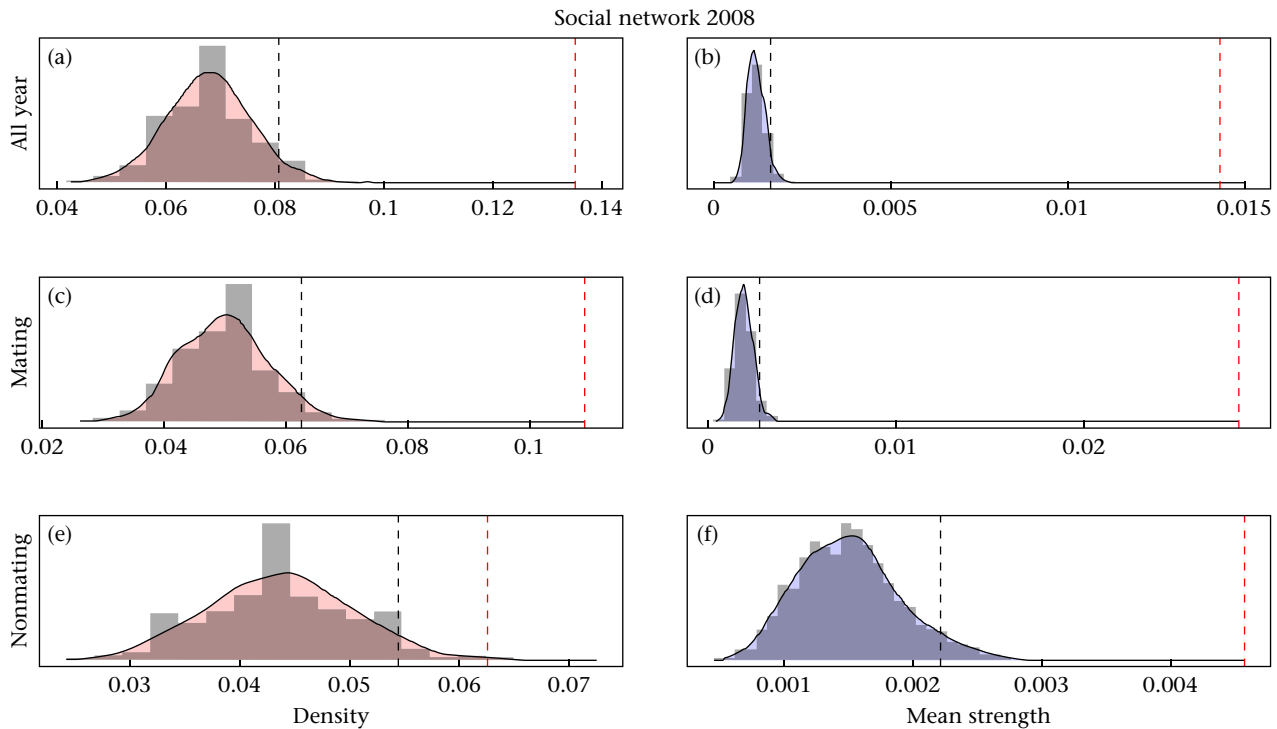 Social network 2008
(a)
(b)
All year
0.04 0.06 0.08 0.1 0.12 0.14
0 0.005 0.01 0.015
(c)
(d)
Mating
0.02 0.04 0.06 0.08 0.1
0 0.01 0.02
(e)
(f)
Nonmating
0.03 0.04 0.05 0.06 0.07
0.001 0.002 0.003 0.004
Density
Mean strength